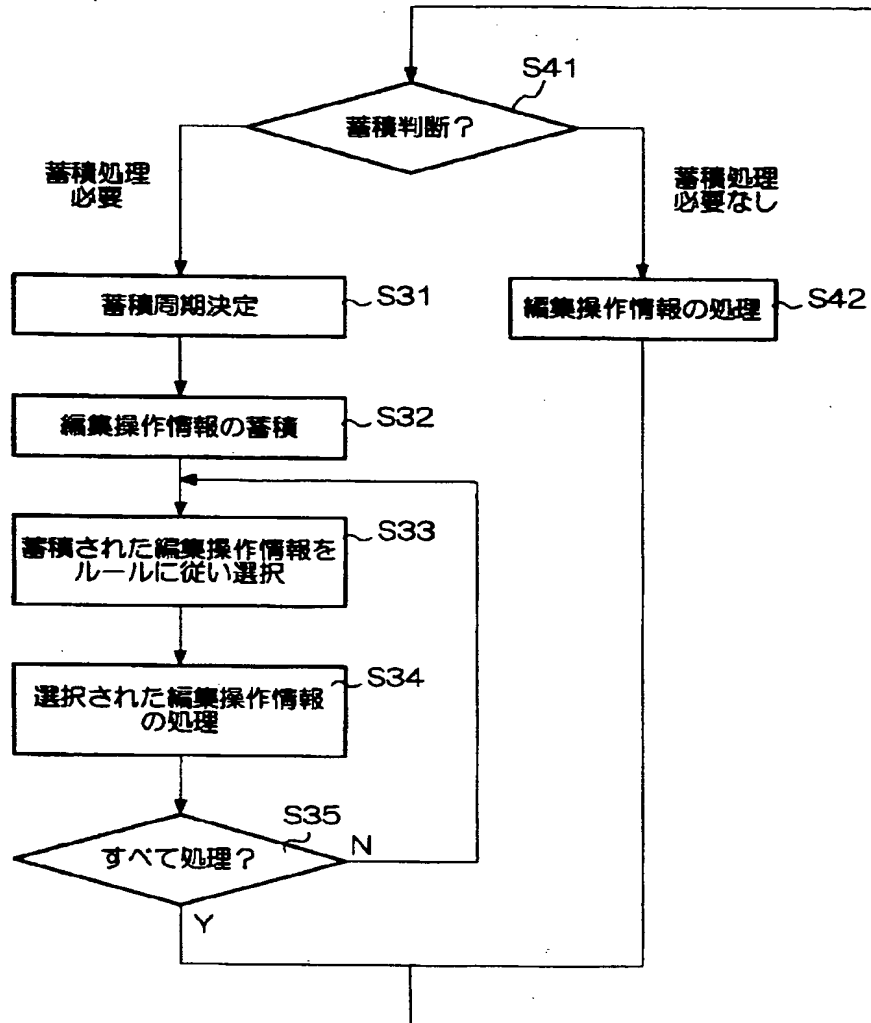 S41
蓄積判断?
蓄積処理
必要
蓄積処理
必要なし
蓄積周期決定
S31
編集操作情報の処理
S42
編集操作情報の蓄積
S32
蓄積された編集操作情報を
ルールに従い選択
S33
選択された編集操作情報
の処理
S34
すべて処理?
S35
N
Y